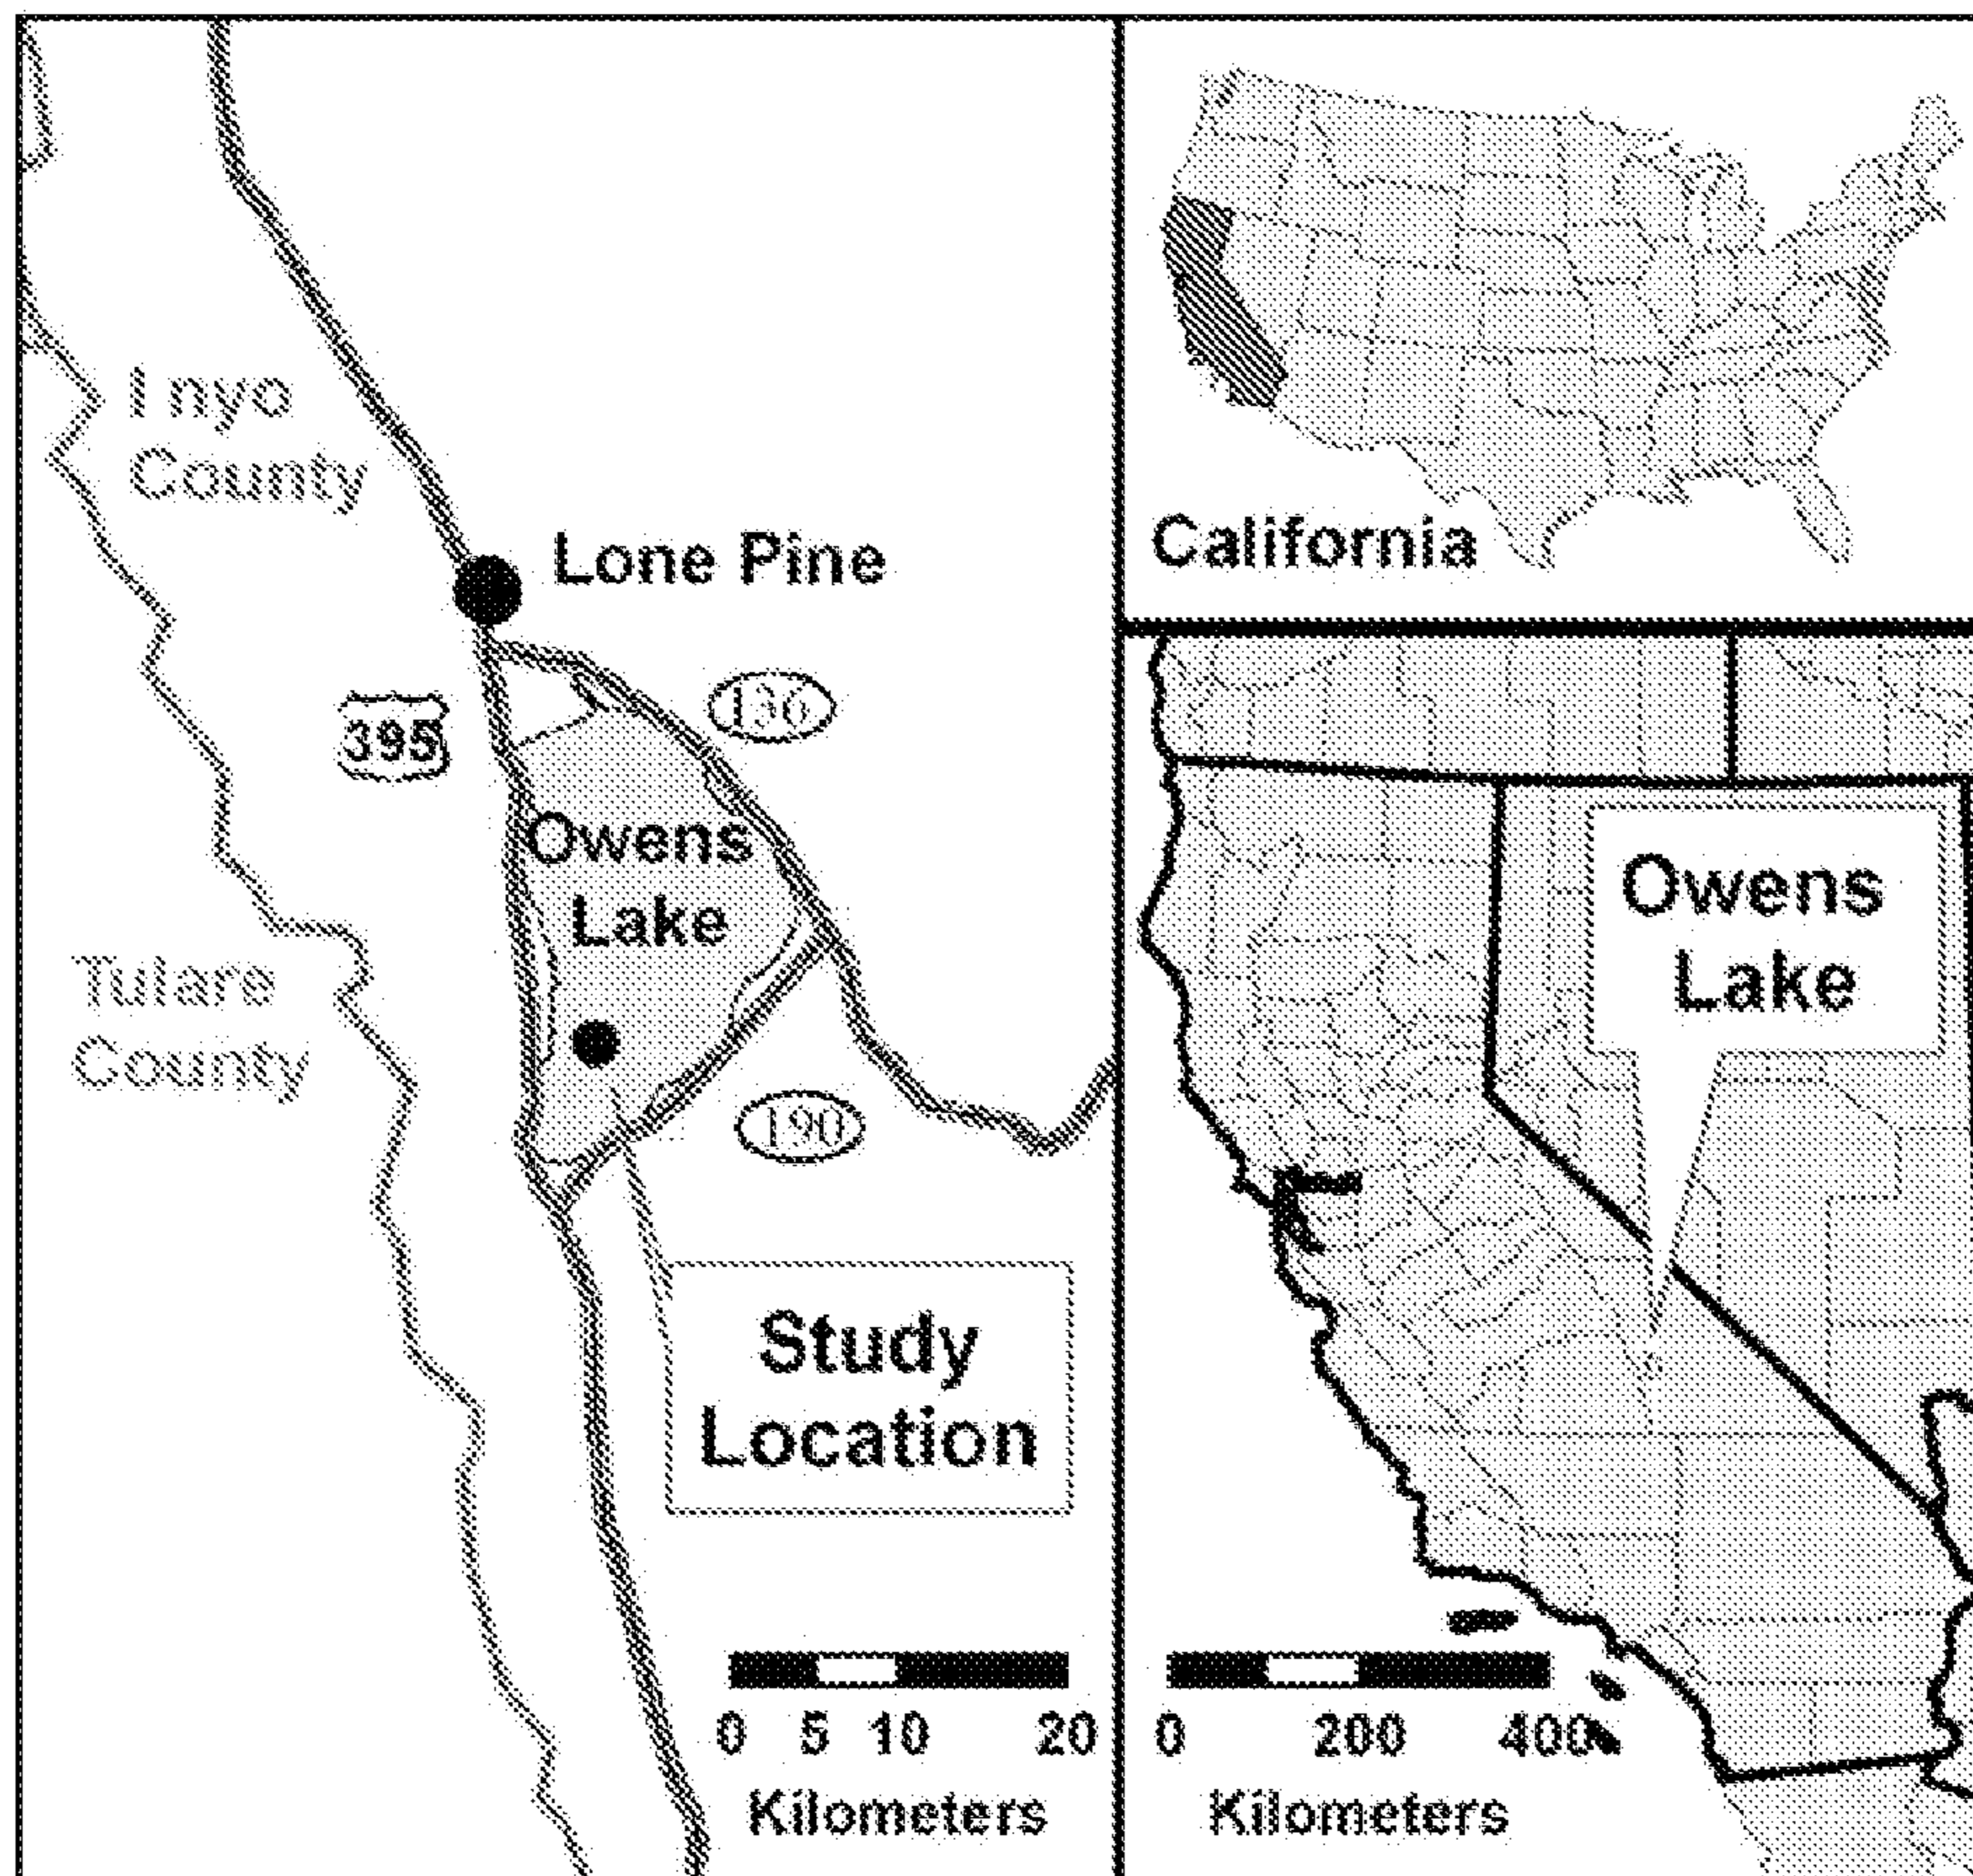 Inyo
County
Lone Pine
395
136
Owens
Lake
Tulare
County
190
Study
Location
0 5 10 20
Kilometers
California
Owens
Lake
0 200 400
Kilometers